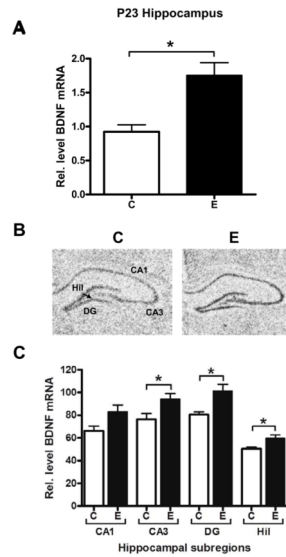 P23 Hippocampus
A
*
Rel. level BDNF mRNA
2.0
1.5
1.0
0.5
0.0
C E
B
C E
CA1
Hil
DG
CA3
C
Rel. level BDNF mRNA
120
100
80
60
40
20
0
* * *
C E C E C E C E
CA1 CA3 DG Hil
Hippocampal subregions